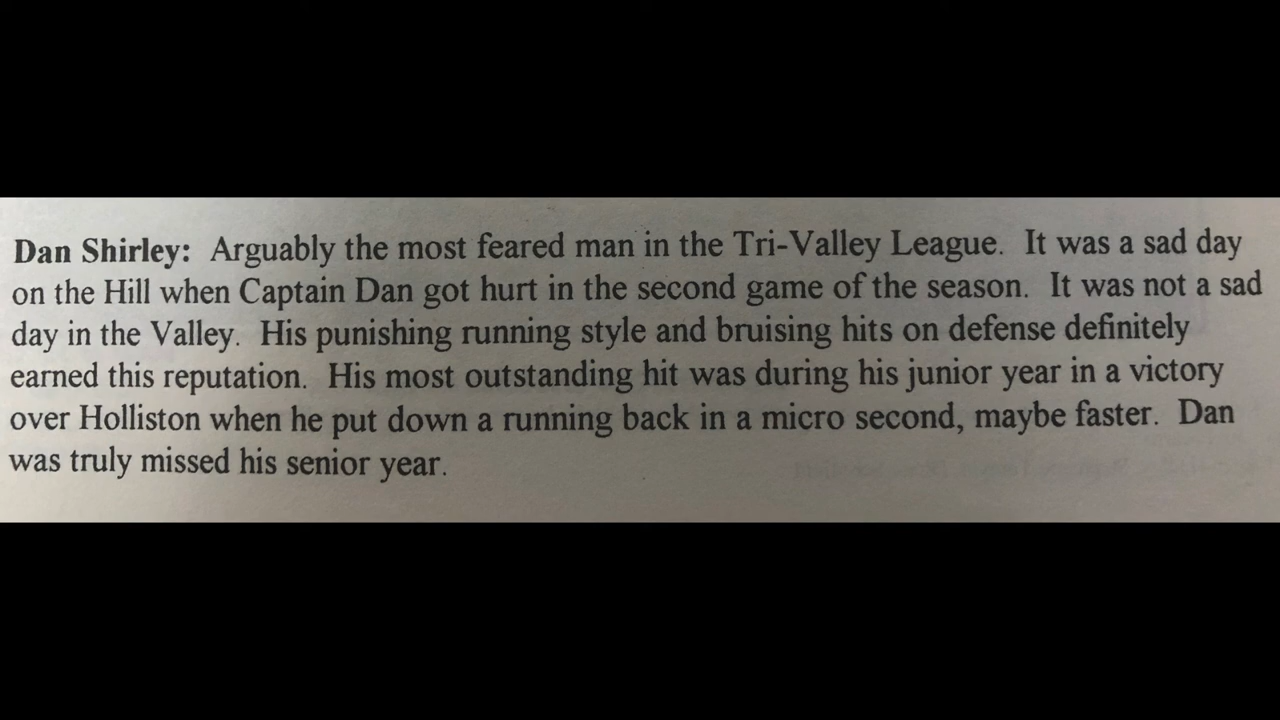 Dan Shirley:  Arguably the most feared man in the Tri-Valley League.  It was a sad day
on the Hill when Captain Dan got hurt in the second game of the season.  It was not a sad
day in the Valley.  His punishing running style and bruising hits on defense definitely
earned this reputation.  His most outstanding hit was during his junior year in a victory
over Holliston when he put down a running back in a micro second, maybe faster.  Dan
was truly missed his senior year.